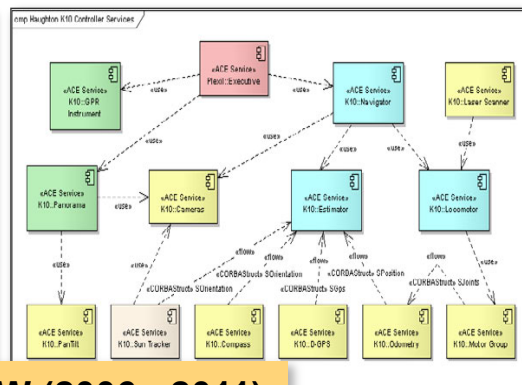 cmp Haughton K10 Controller Services
«ACE Service»
Plexil::Executive
«ACE Service»
K10::GPR
Instrument
«ACE Service»
K10::Navigator
«ACE Service»
K10::Laser Scanner
«use»
«use»
«use»
«use»
«use»
«use»
«use»
«ACE Service»
K10::Panorama
«ACE Service»
K10::Cameras
«ACE Service»
K10::Estimator
«ACE Service»
K10::Locomotor
«use»
«use»
«use»
«flow»
«flow»
«flow»
«flow»
«flow»
«use»
«CORBAStruct» SOrientation
«CORBAStruct» SPosition
«CORBAStruct» SOrientation
«CORBAStruct» SGps
«CORBAStruct» SJoints
«ACE Service»
K10::PanTilt
«ACE Service»
K10::Sun Tracker
«ACE Service»
K10::Compass
«ACE Service»
K10::D-GPS
«ACE Service»
K10::Odometry
«ACE Service»
K10::Motor Group